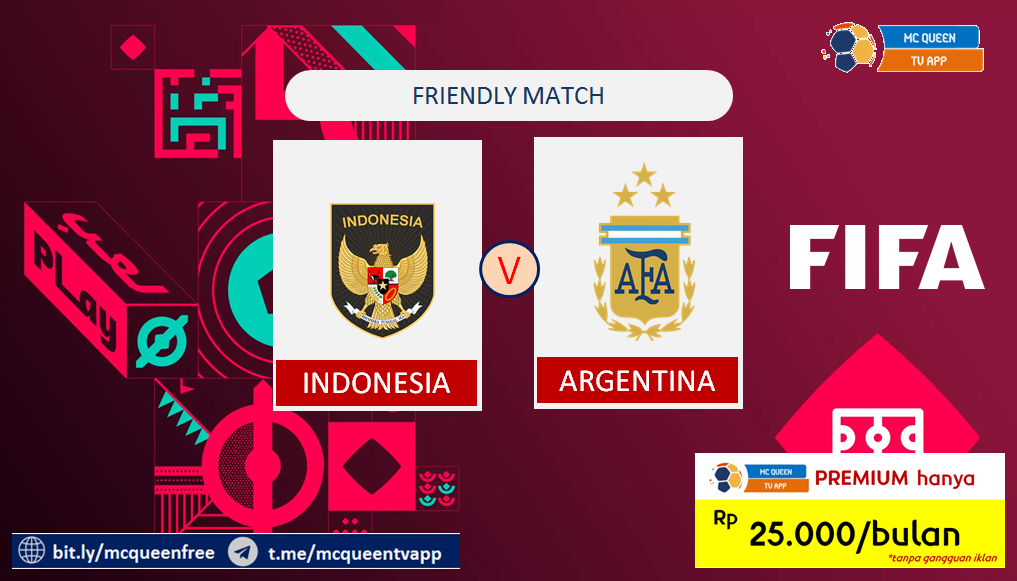 MC QUEEN
TV APP
FRIENDLY MATCH
INDONESIA
AFA
V
FIFA
PLAY
INDONESIA
ARGENTINA
MC QUEEN
TV APP
PREMIUM hanya
Rp 25.000/bulan
*tanpa gangguan iklan
bit.ly/mcqueenfree
t.me/mcqueentvapp